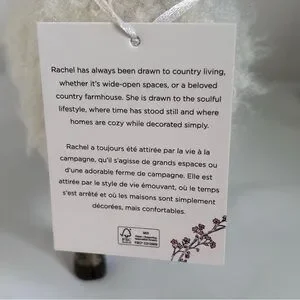 Rachel has always been drawn to country living,
whether it's wide-open spaces, or a beloved
country farmhouse. She is drawn to the soulful
lifestyle, where time has stood still and where
homes are cozy while decorated simply.
Rachel a toujours été attirée par la vie à la
campagne, qu'il s'agisse de grands espaces ou
d'une adorable ferme de campagne. Elle est
attirée par le style de vie émouvant, où le temps
s'est arrêté et où les maisons sont simplement
décorées, mais confortables.
FSC
MIX